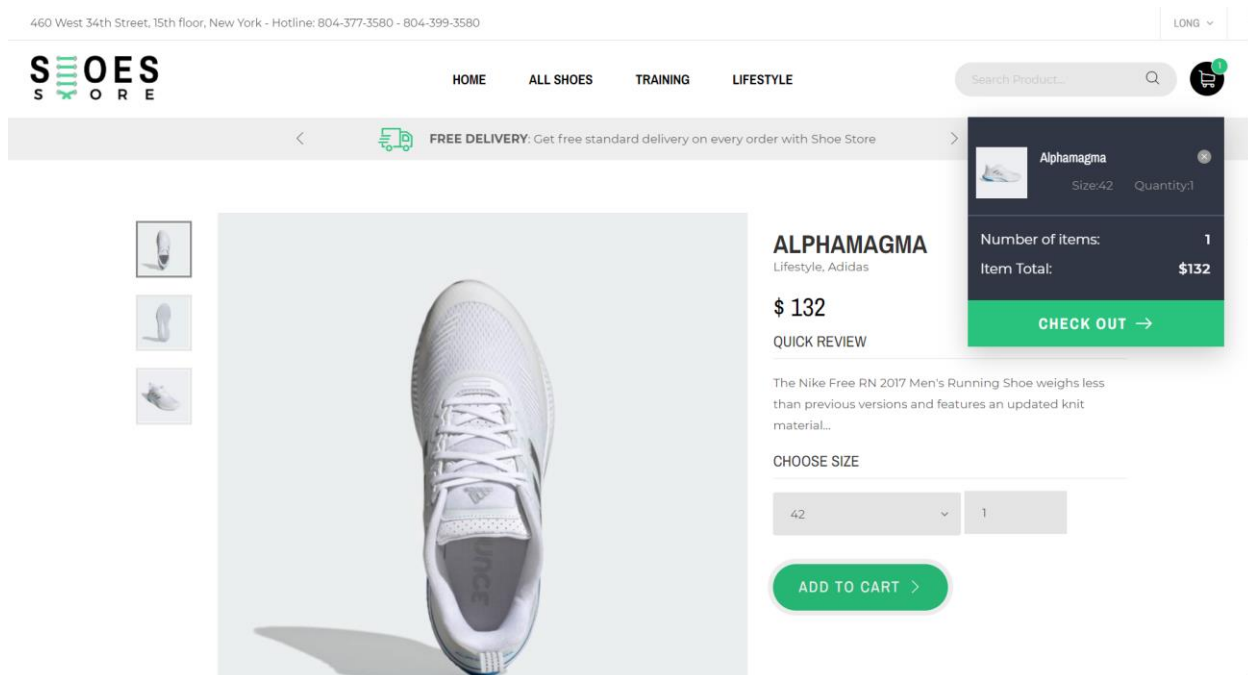 460 West 34th Street, 15th floor, New York - Hotline: 804-377-3580 - 804-399-3580
LONG
SHOES
STORE
HOME
ALL SHOES
TRAINING
LIFESTYLE
Search Product...
1
FREE DELIVERY: Get free standard delivery on every order with Shoe Store
Alphamagma
Size:42 Quantity:1
Number of items: 1
Item Total: $132
CHECK OUT
ALPHAMAGMA
Lifestyle, Adidas
$ 132
QUICK REVIEW
The Nike Free RN 2017 Men's Running Shoe weighs less
than previous versions and features an updated knit
material...
CHOOSE SIZE
42
1
ADD TO CART
BOUNCE